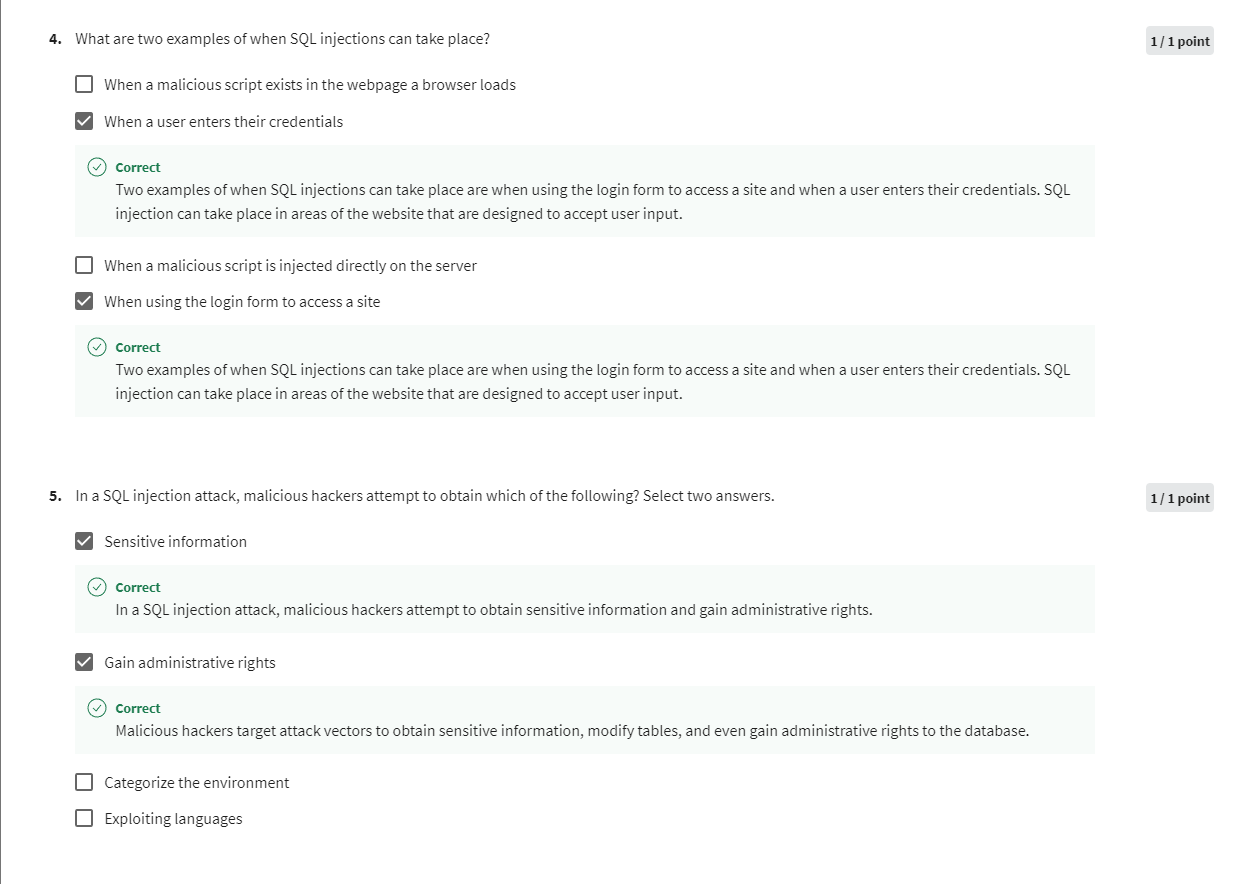 4. What are two examples of when SQL injections can take place?
1 / 1 point
When a malicious script exists in the webpage a browser loads
When a user enters their credentials
Correct
Two examples of when SQL injections can take place are when using the login form to access a site and when a user enters their credentials. SQL
injection can take place in areas of the website that are designed to accept user input.
When a malicious script is injected directly on the server
When using the login form to access a site
Correct
Two examples of when SQL injections can take place are when using the login form to access a site and when a user enters their credentials. SQL
injection can take place in areas of the website that are designed to accept user input.
5. In a SQL injection attack, malicious hackers attempt to obtain which of the following? Select two answers.
1 / 1 point
Sensitive information
Correct
In a SQL injection attack, malicious hackers attempt to obtain sensitive information and gain administrative rights.
Gain administrative rights
Correct
Malicious hackers target attack vectors to obtain sensitive information, modify tables, and even gain administrative rights to the database.
Categorize the environment
Exploiting languages